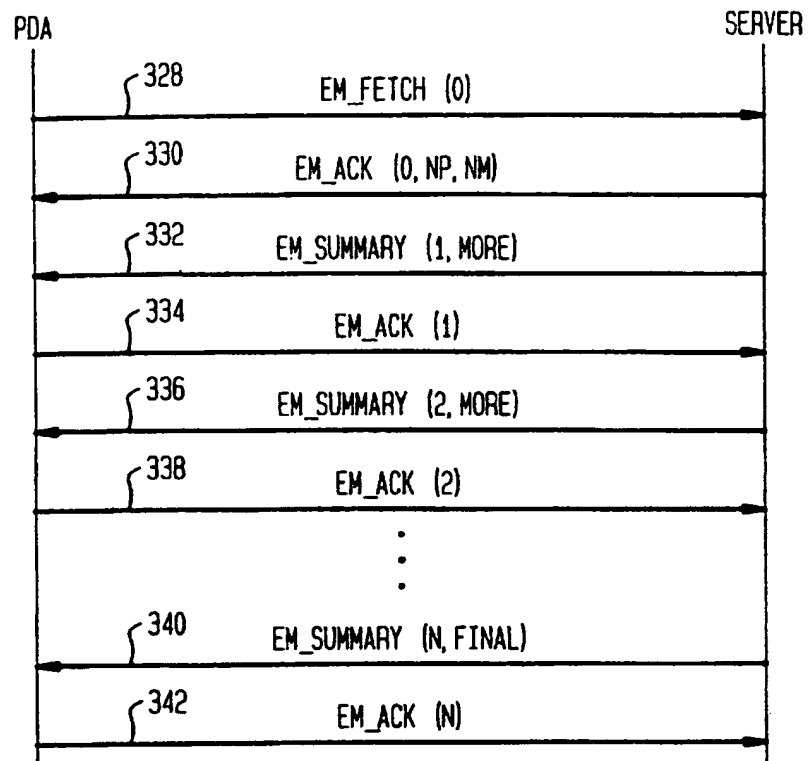 PDA SERVER
328 EM_FETCH (0)
330 EM_ACK (0, NP, NM)
332 EM_SUMMARY (1, MORE)
334 EM_ACK (1)
336 EM_SUMMARY (2, MORE)
338 EM_ACK (2)
340 EM_SUMMARY (N, FINAL)
342 EM_ACK (N)